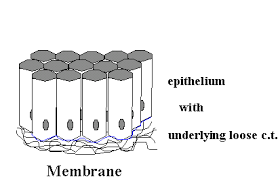 epithelium
with
underlying loose c.t.
Membrane